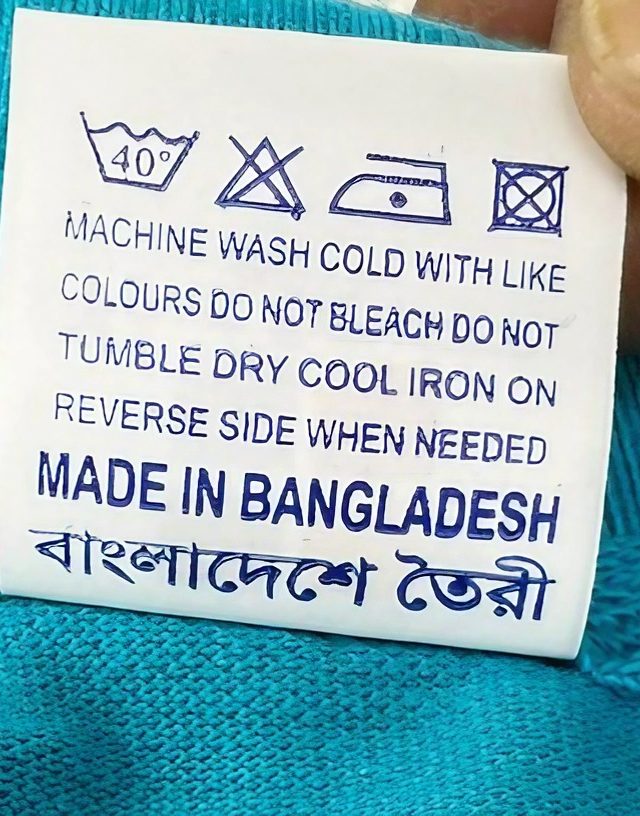 40°
MACHINE WASH COLD WITH LIKE
COLOURS DO NOT BLEACH DO NOT
TUMBLE DRY COOL IRON ON
REVERSE SIDE WHEN NEEDED
MADE IN BANGLADESH
বাংলাদেশে তৈরী